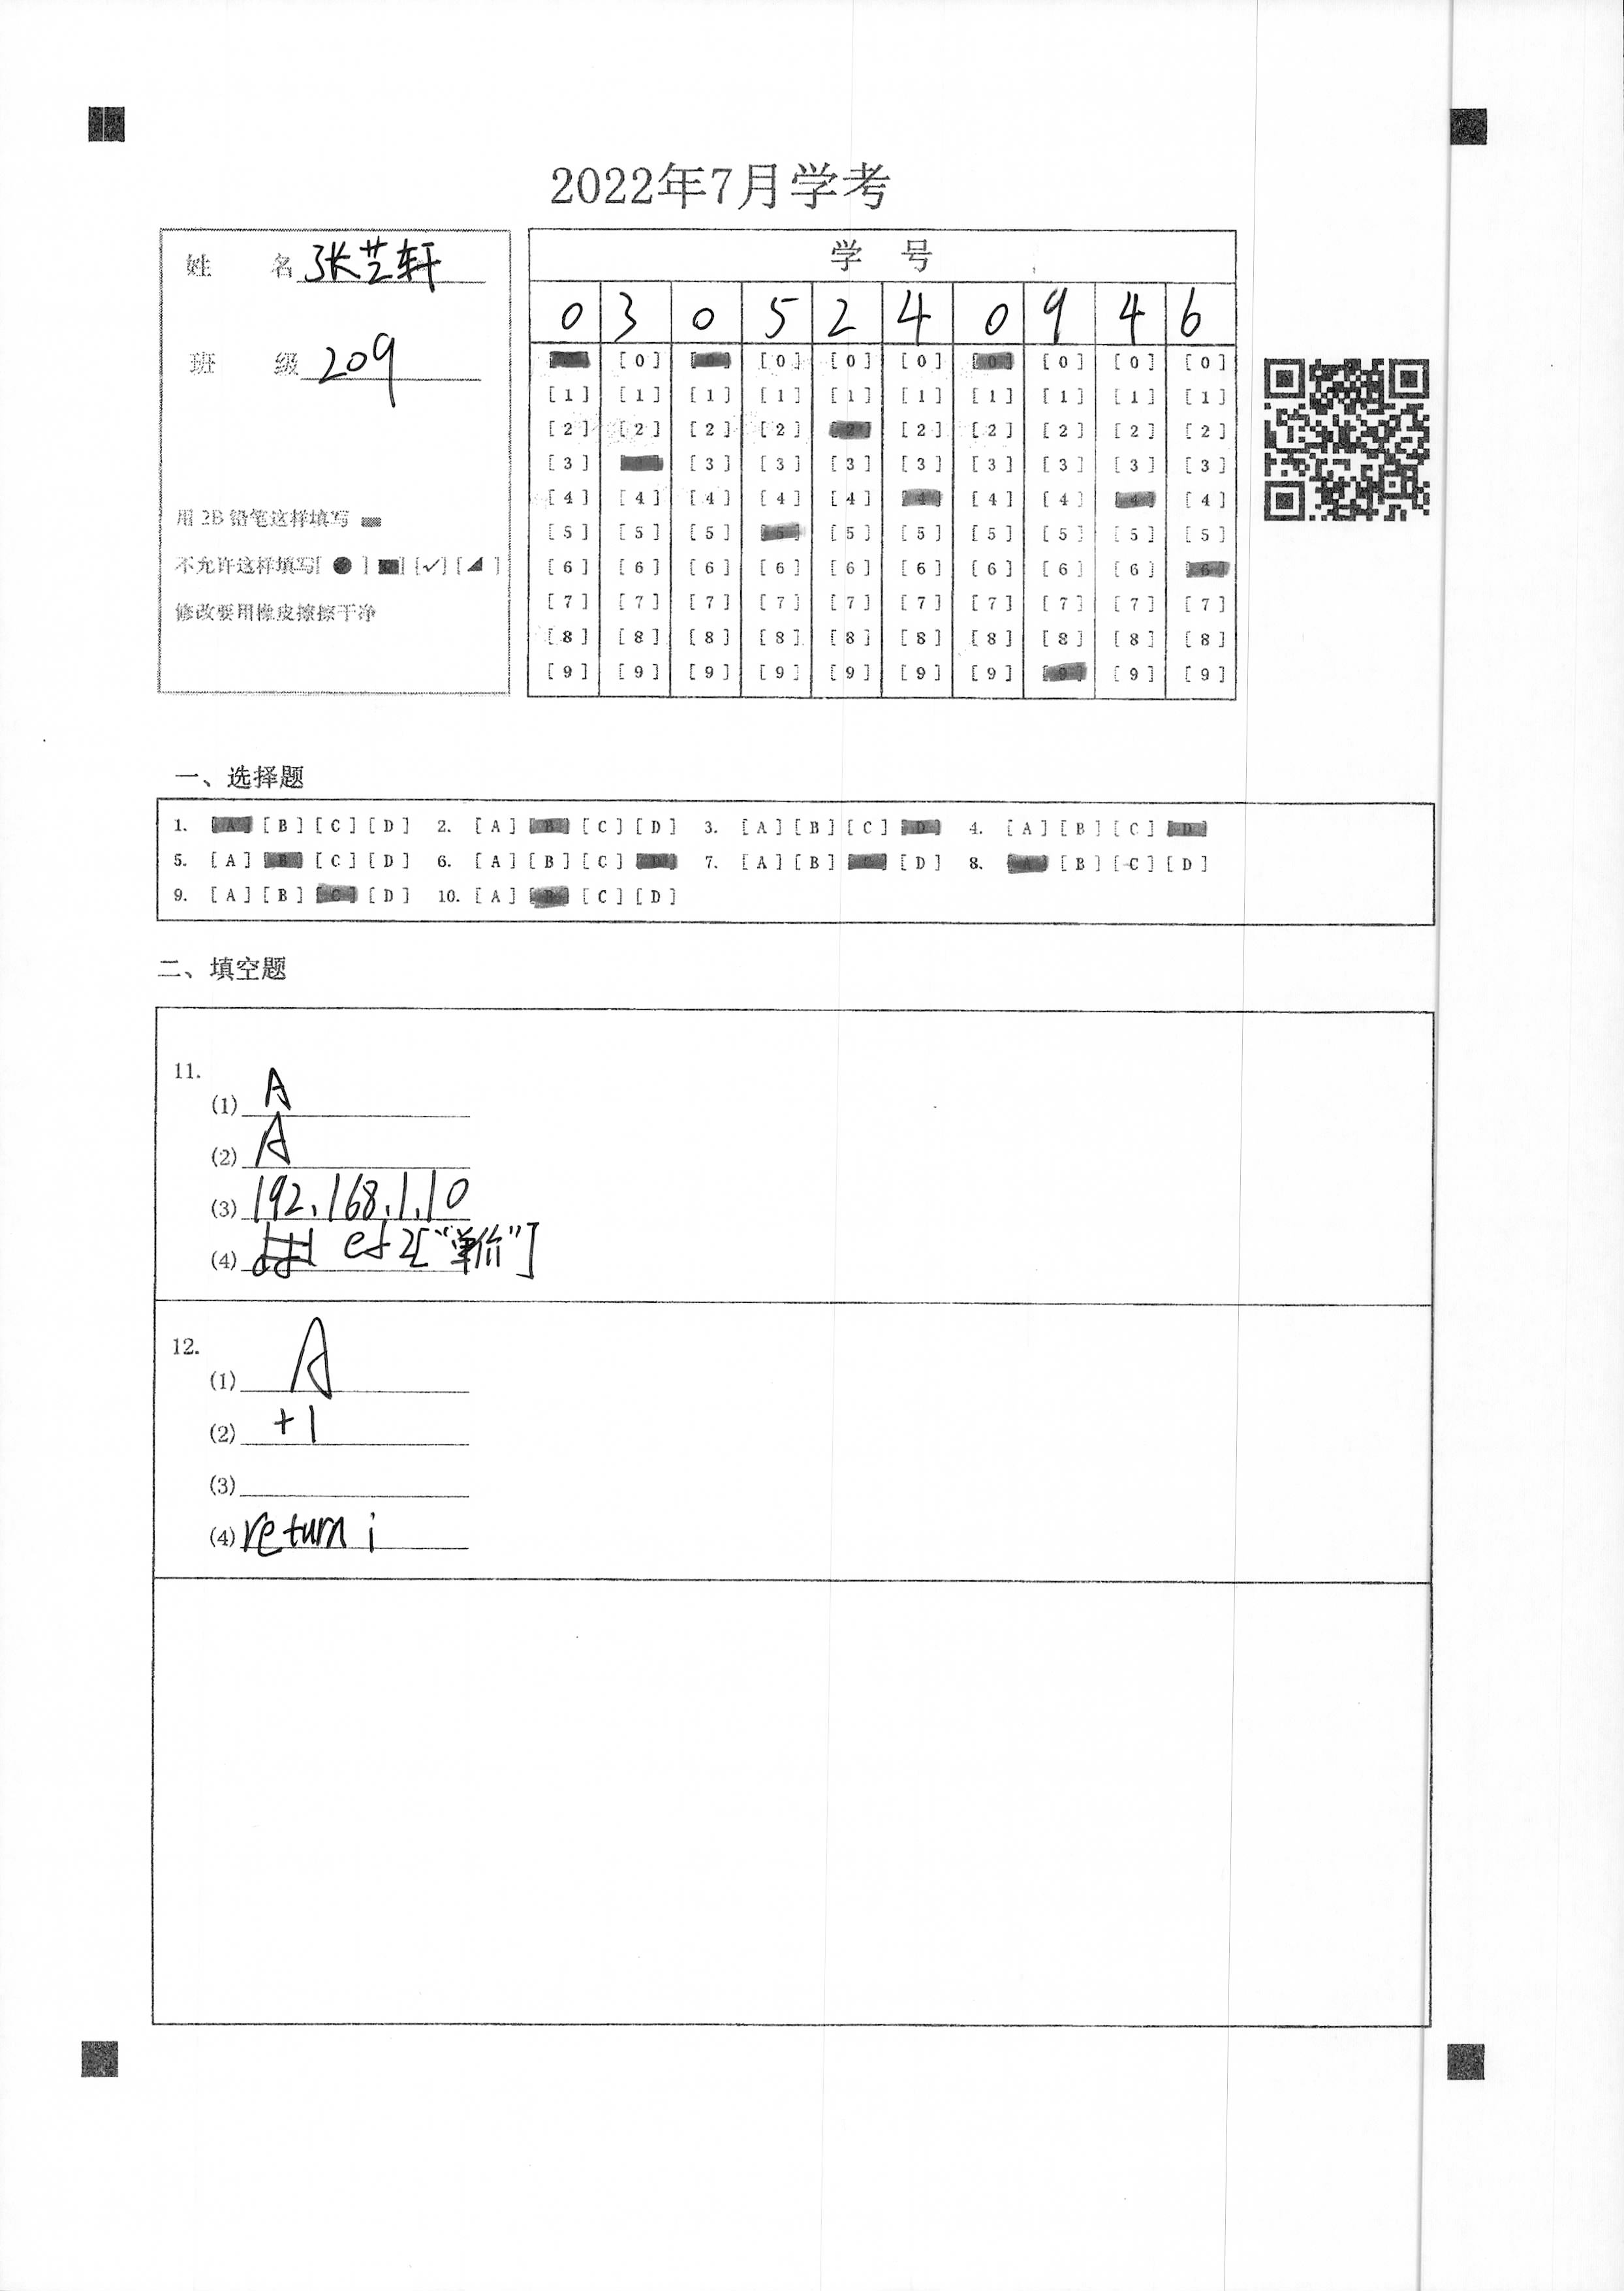 2022年7月学考
姓 名 张艺轩
班 级 209
用 2B 铅笔这样填写
不允许这样填写[ ● ] [■] [✓] [◢ ]
修改要用橡皮擦擦干净
学 号
0 3 0 5 2 4 0 9 4 6
[0] [0] [0] [0] [0] [0] [0] [0]
[1] [1] [1] [1] [1] [1] [1] [1] [1] [1]
[2] [2] [2] [2] [2] [2] [2] [2] [2] [2]
[3] [3] [3] [3] [3] [3] [3] [3] [3]
[4] [4] [4] [4] [4] [4] [4] [4] [4] [4]
[5] [5] [5] [5] [5] [5] [5] [5] [5] [5]
[6] [6] [6] [6] [6] [6] [6] [6] [6] [6]
[7] [7] [7] [7] [7] [7] [7] [7] [7] [7]
[8] [8] [8] [8] [8] [8] [8] [8] [8] [8]
[9] [9] [9] [9] [9] [9] [9] [9] [9] [9]
一、选择题
1. [A] [B] [C] [D] 2. [A] [B] [C] [D] 3. [A] [B] [C] [D] 4. [A] [B] [C] [D]
5. [A] [B] [C] [D] 6. [A] [B] [C] [D] 7. [A] [B] [C] [D] 8. [A] [B] [C] [D]
9. [A] [B] [C] [D] 10. [A] [B] [C] [D]
二、填空题
11.
(1) A
(2) A
(3) 192.168.1.10
(4) ef2["单价"]
12.
(1) A
(2) +1
(3)
(4) return i